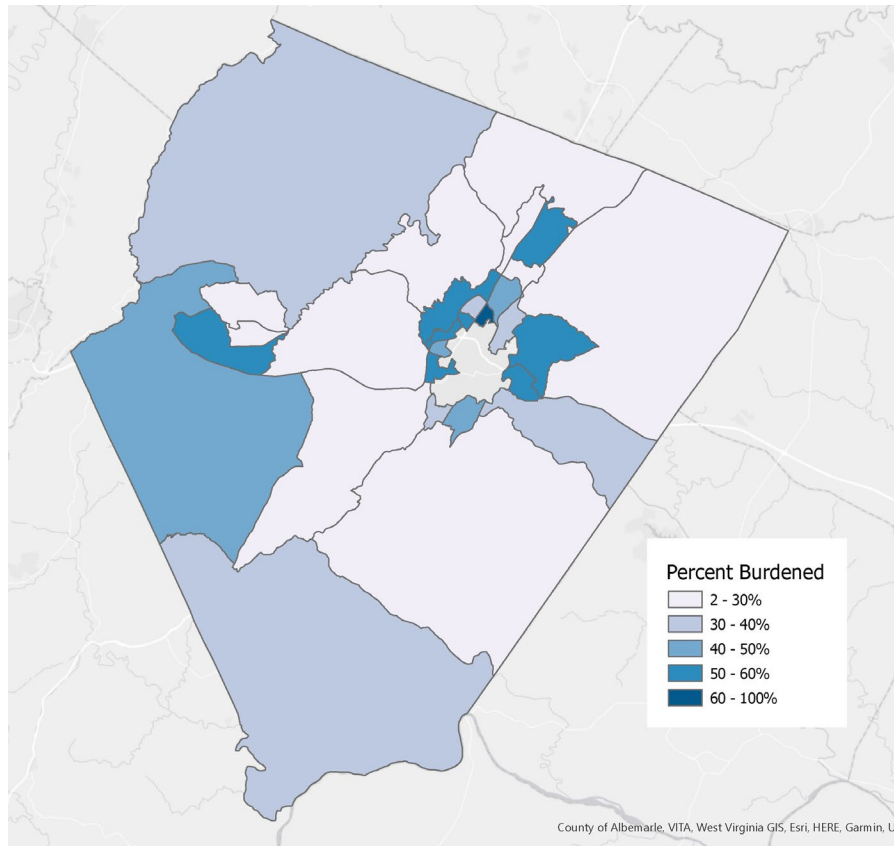 Percent Burdened
2 - 30%
30 - 40%
40 - 50%
50 - 60%
60 - 100%
County of Albemarle, VITA, West Virginia GIS, Esri, HERE, Garmin, U